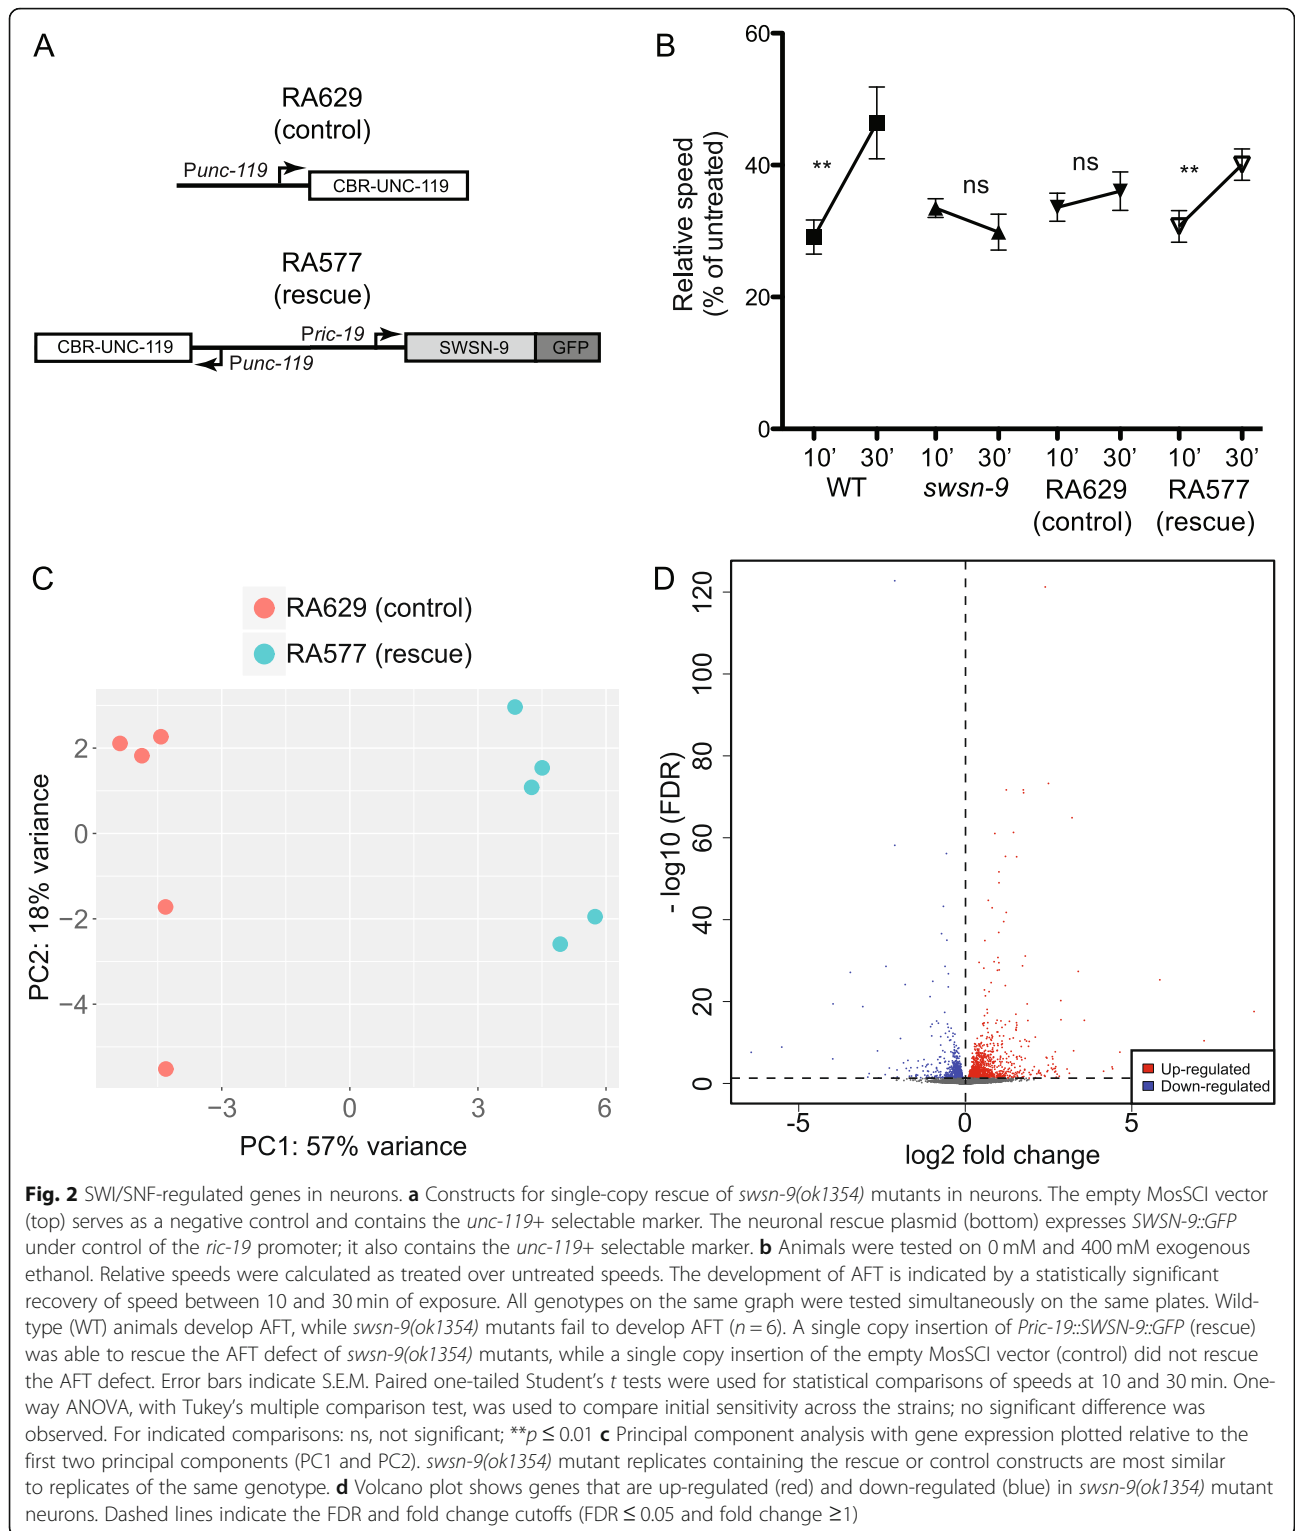 A
RA629
(control)
Punc-119
CBR-UNC-119
RA577
(rescue)
CBR-UNC-119
Punc-119
Pric-19
SWSN-9
GFP
B
Relative speed
(% of untreated)
60
40
20
0
**
ns
ns
**
10' 30' 10' 30' 10' 30' 10' 30'
WT swsn-9 RA629 (control) RA577 (rescue)
C
RA629 (control)
RA577 (rescue)
PC2: 18% variance
2
0
−2
−4
−3 0 3 6
PC1: 57% variance
D
- log10 (FDR)
120
100
80
60
40
20
0
-5 0 5
log2 fold change
Up-regulated
Down-regulated
Fig. 2 SWI/SNF-regulated genes in neurons. a Constructs for single-copy rescue of swsn-9(ok1354) mutants in neurons. The empty MosSCI vector
(top) serves as a negative control and contains the unc-119+ selectable marker. The neuronal rescue plasmid (bottom) expresses SWSN-9::GFP
under control of the ric-19 promoter; it also contains the unc-119+ selectable marker. b Animals were tested on 0 mM and 400 mM exogenous
ethanol. Relative speeds were calculated as treated over untreated speeds. The development of AFT is indicated by a statistically significant
recovery of speed between 10 and 30 min of exposure. All genotypes on the same graph were tested simultaneously on the same plates. Wild-
type (WT) animals develop AFT, while swsn-9(ok1354) mutants fail to develop AFT (n = 6). A single copy insertion of Pric-19::SWSN-9::GFP (rescue)
was able to rescue the AFT defect of swsn-9(ok1354) mutants, while a single copy insertion of the empty MosSCI vector (control) did not rescue
the AFT defect. Error bars indicate S.E.M. Paired one-tailed Student's t tests were used for statistical comparisons of speeds at 10 and 30 min. One-
way ANOVA, with Tukey's multiple comparison test, was used to compare initial sensitivity across the strains; no significant difference was
observed. For indicated comparisons: ns, not significant; **p ≤ 0.01 c Principal component analysis with gene expression plotted relative to the
first two principal components (PC1 and PC2). swsn-9(ok1354) mutant replicates containing the rescue or control constructs are most similar
to replicates of the same genotype. d Volcano plot shows genes that are up-regulated (red) and down-regulated (blue) in swsn-9(ok1354) mutant
neurons. Dashed lines indicate the FDR and fold change cutoffs (FDR ≤ 0.05 and fold change ≥1)